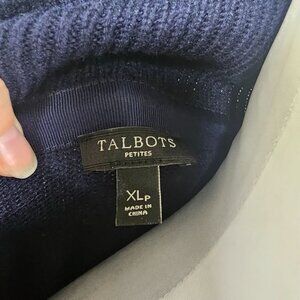 TALBOTS
PETITES
XLP
MADE IN
CHINA